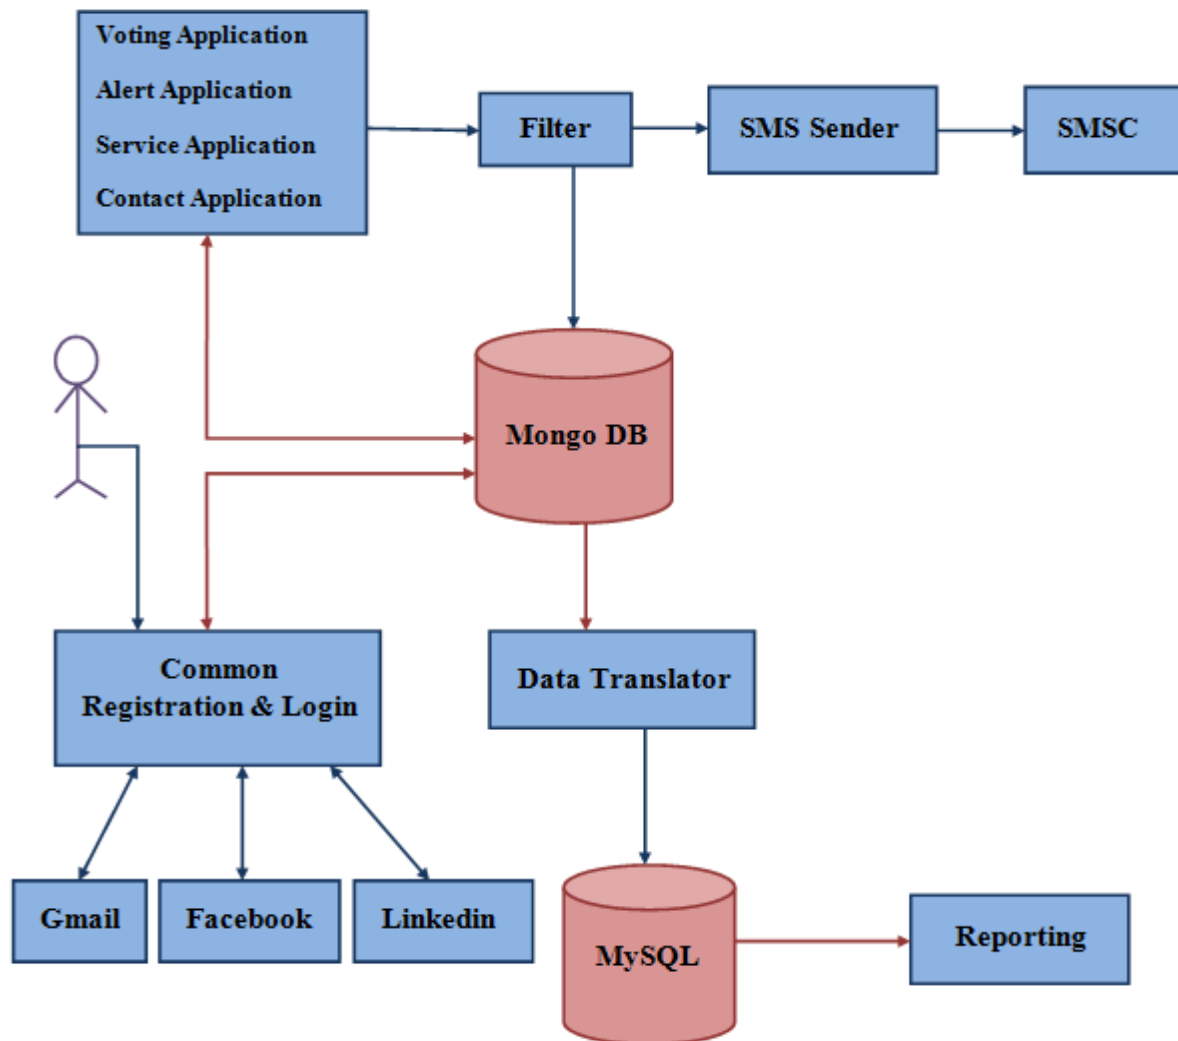 Voting Application
Alert Application
Service Application
Contact Application
Filter
SMS Sender
SMSC
Mongo DB
Common
Registration & Login
Data Translator
Gmail
Facebook
Linkedin
MySQL
Reporting